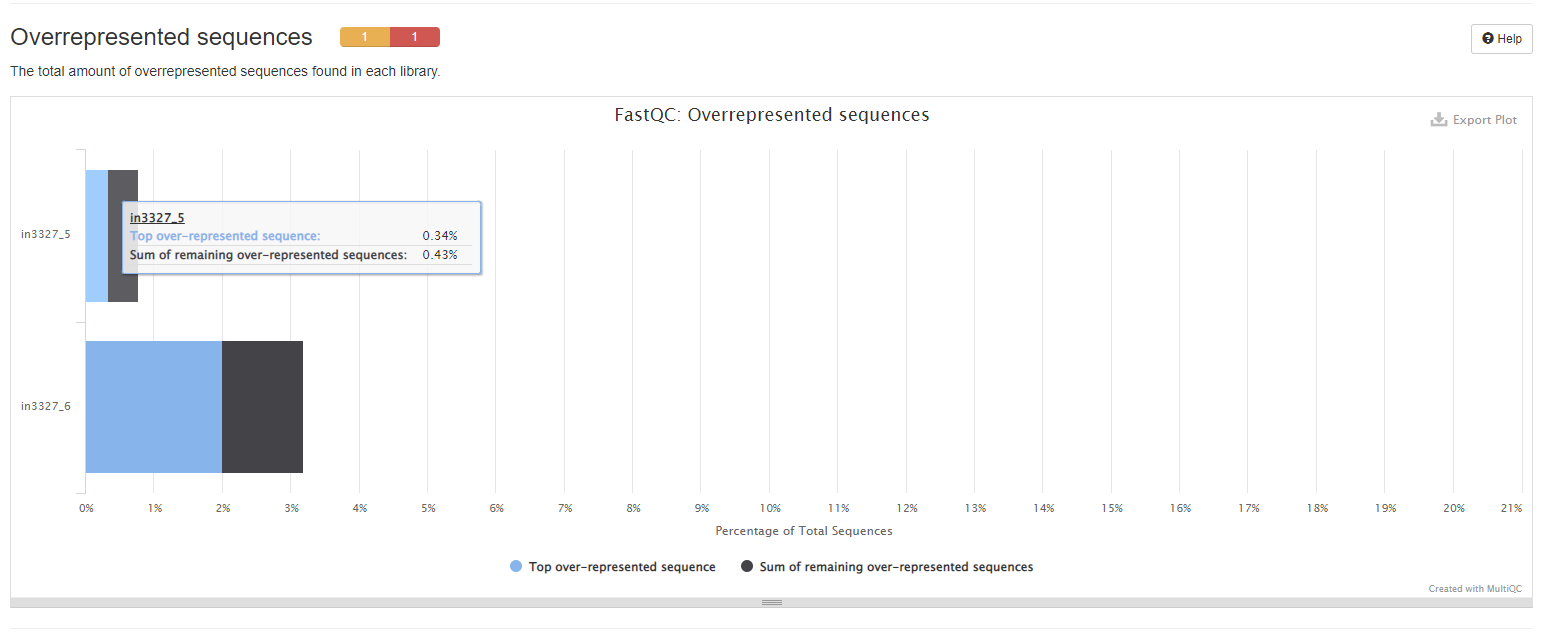 Overrepresented sequences 1 1
Help
The total amount of overrepresented sequences found in each library.
FastQC: Overrepresented sequences
Export Plot
in3327_5
in3327_5
Top over-represented sequence: 0.34%
Sum of remaining over-represented sequences: 0.43%
in3327_6
0% 1% 2% 3% 4% 5% 6% 7% 8% 9% 10% 11% 12% 13% 14% 15% 16% 17% 18% 19% 20% 21%
Percentage of Total Sequences
Top over-represented sequence Sum of remaining over-represented sequences
Created with MultiQC